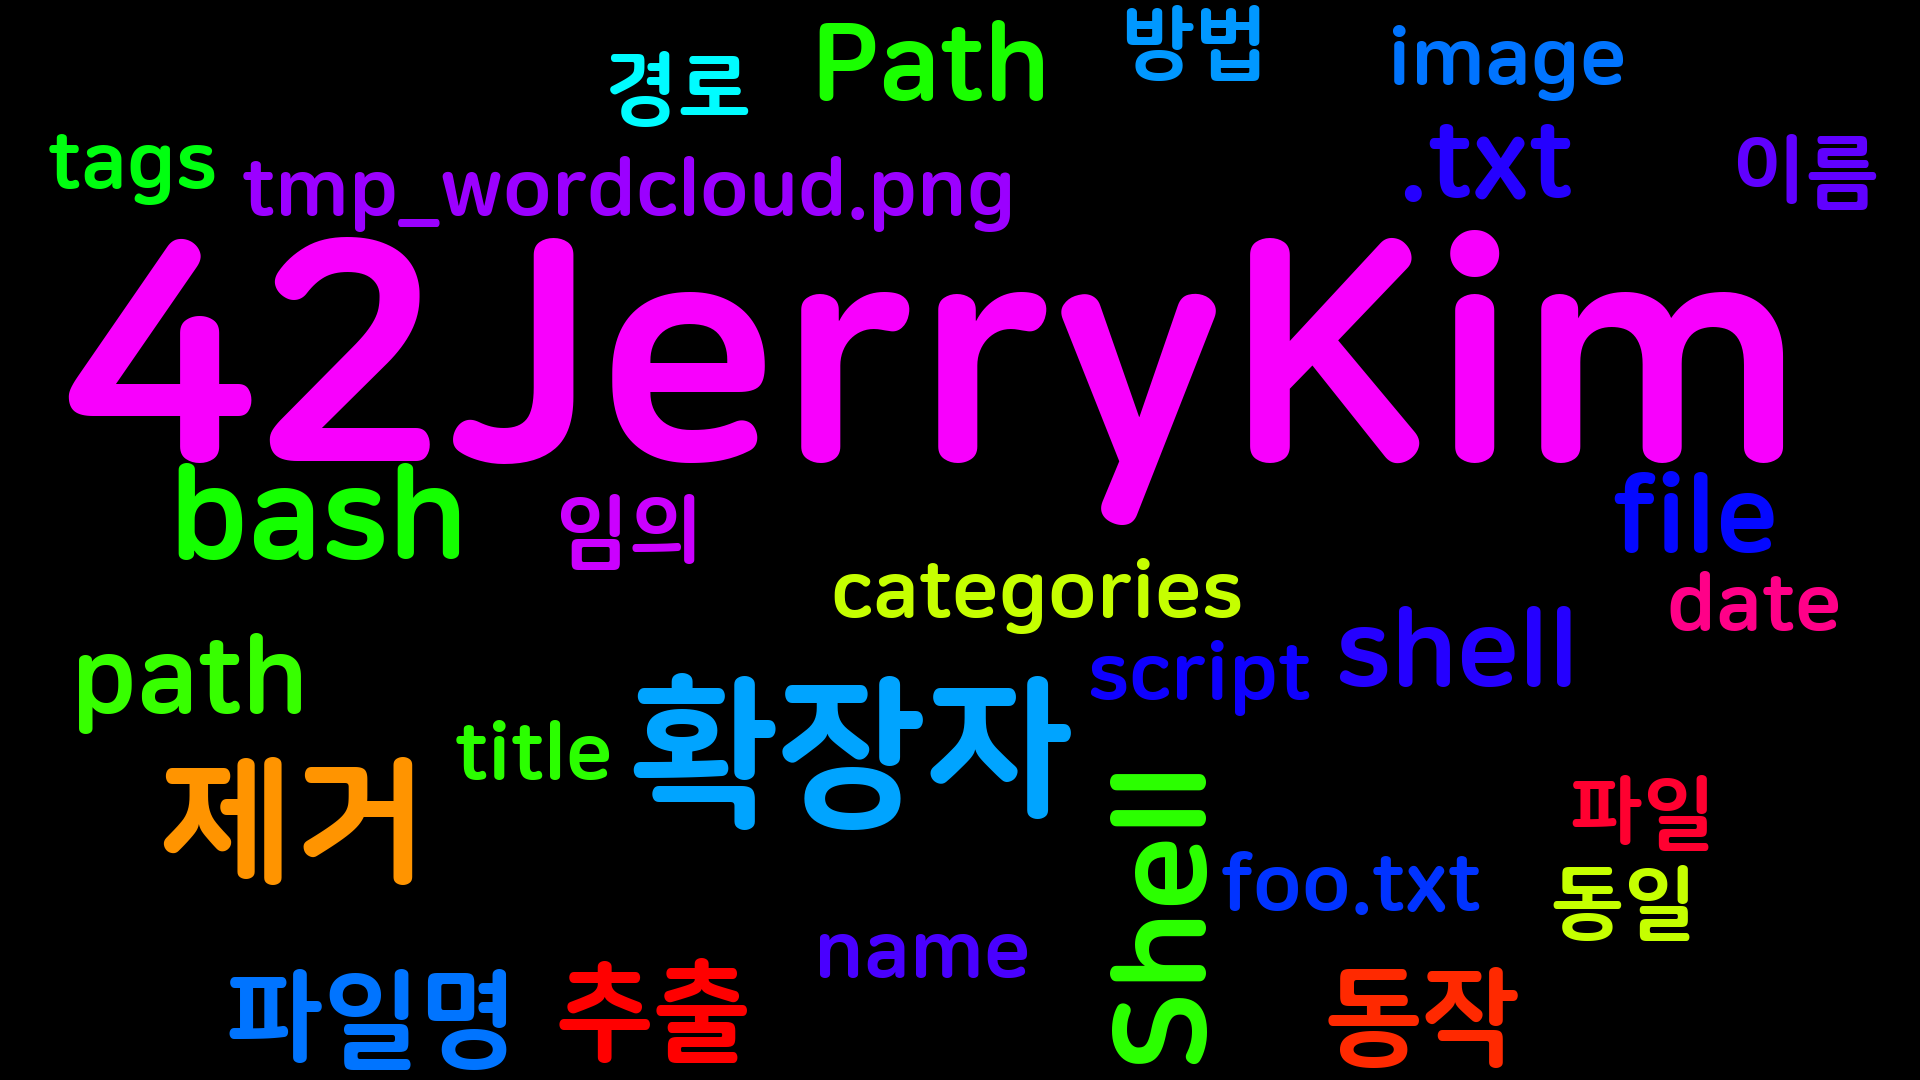 방법
Path
image
경로
.txt
tags
이름
tmp_wordcloud.png
42JerryKim
bash
file
임의
categories
date
shell
path
script
title
확장자
제거
파일
Shell
foo.txt
동일
name
파일명
추출
동작